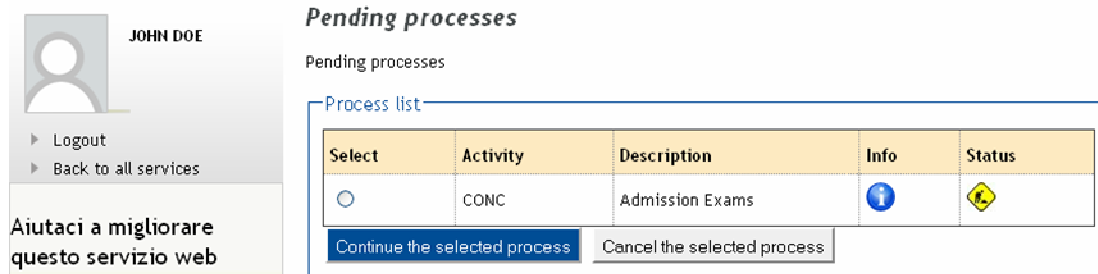 JOHN DOE
Logout
Back to all services
Aiutaci a migliorare
questo servizio web
Pending processes
Pending processes
Process list
Select Activity Description Info Status
CONC Admission Exams
Continue the selected process Cancel the selected process